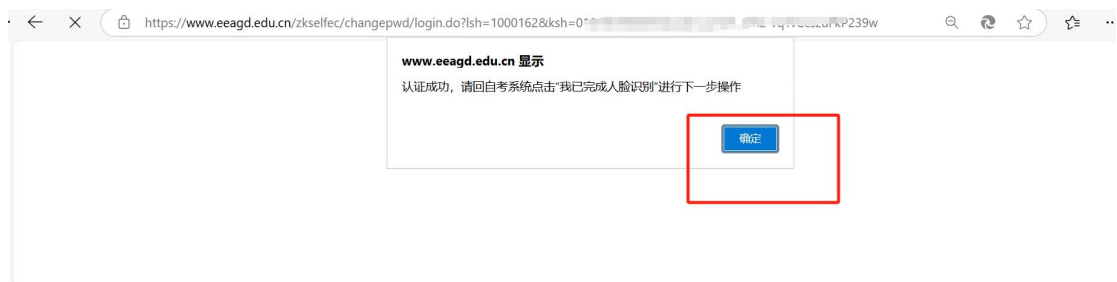 https://www.eeagd.edu.cn/zkselfec/changepwd/login.do?lsh=1000162&ksh=0
www.eeagd.edu.cn 显示
认证成功，请回自考系统点击“我已完成人脸识别”进行下一步操作
确定